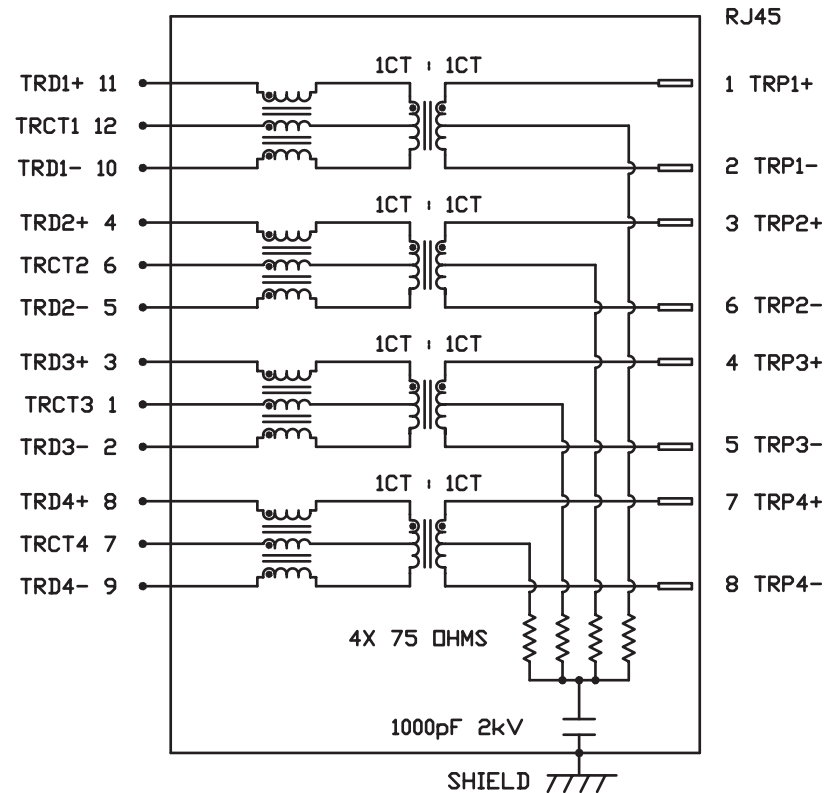 RJ45
1CT : 1CT
TRD1+ 11
1 TRP1+
TRCT1 12
TRD1- 10
2 TRP1-
1CT : 1CT
TRD2+ 4
3 TRP2+
TRCT2 6
TRD2- 5
6 TRP2-
1CT : 1CT
TRD3+ 3
4 TRP3+
TRCT3 1
TRD3- 2
5 TRP3-
1CT : 1CT
TRD4+ 8
7 TRP4+
TRCT4 7
TRD4- 9
8 TRP4-
4X 75 OHMS
1000pF 2kV
SHIELD